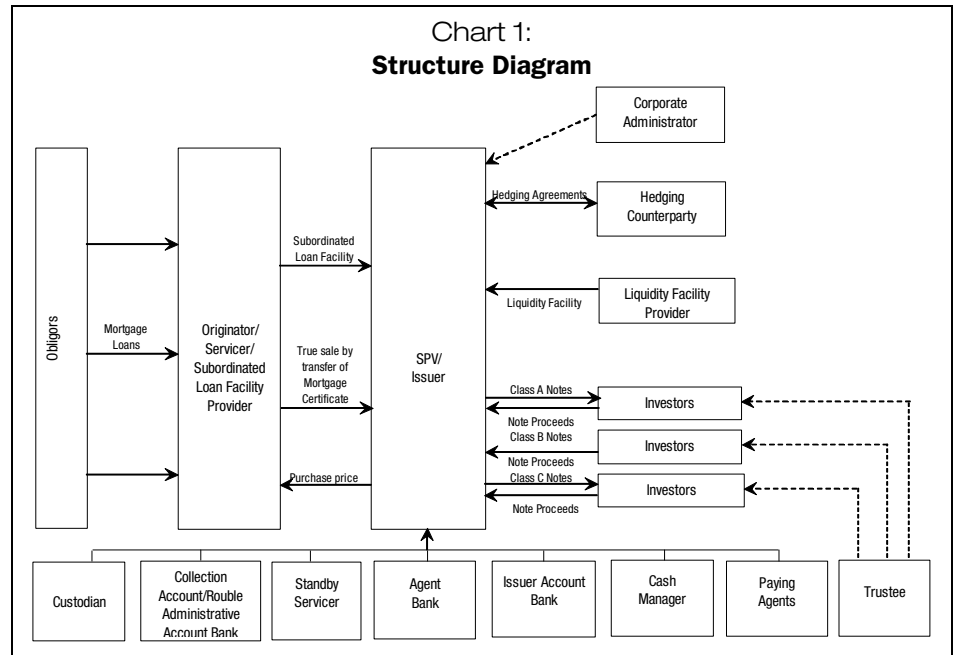 Chart 1:
Structure Diagram
Corporate
Administrator
Hedging Agreements
Hedging
Counterparty
Subordinated
Loan Facility
Liquidity Facility
Liquidity Facility
Provider
Obligors
Mortgage
Loans
Originator/
Servicer/
Subordinated
Loan Facility
Provider
True sale by
transfer of
Mortgage
Certificate
SPV/
Issuer
Class A Notes
Investors
Note Proceeds
Class B Notes
Investors
Note Proceeds
Class C Notes
Investors
Note Proceeds
Purchase price
Custodian
Collection
Account/Rouble
Administrative
Account Bank
Standby
Servicer
Agent
Bank
Issuer Account
Bank
Cash
Manager
Paying
Agents
Trustee